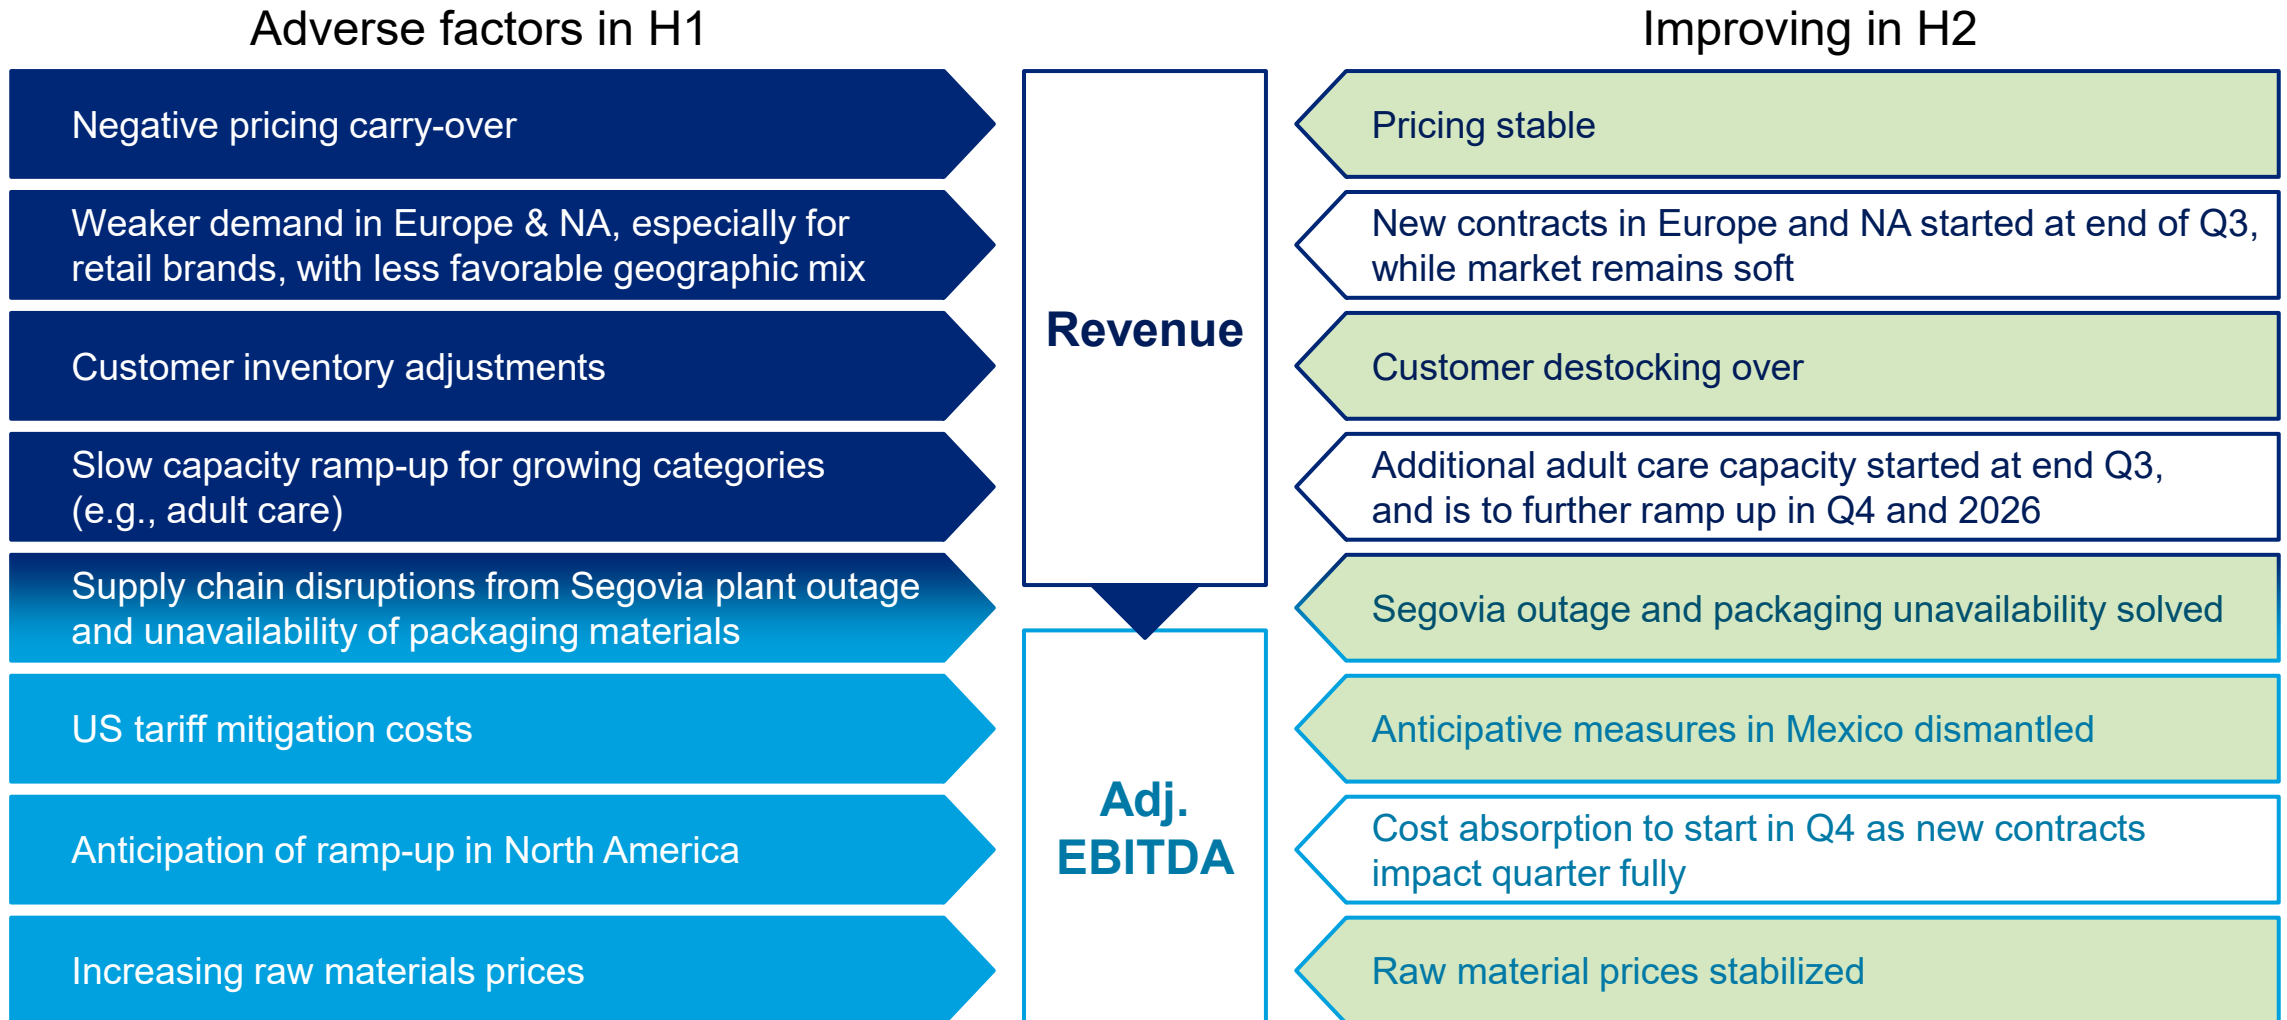 Adverse factors in H1
Improving in H2
Negative pricing carry-over
Pricing stable
Weaker demand in Europe & NA, especially for
retail brands, with less favorable geographic mix
New contracts in Europe and NA started at end of Q3,
while market remains soft
Revenue
Customer inventory adjustments
Customer destocking over
Slow capacity ramp-up for growing categories
(e.g., adult care)
Additional adult care capacity started at end Q3,
and is to further ramp up in Q4 and 2026
Supply chain disruptions from Segovia plant outage
and unavailability of packaging materials
Segovia outage and packaging unavailability solved
US tariff mitigation costs
Anticipative measures in Mexico dismantled
Adj.
EBITDA
Anticipation of ramp-up in North America
Cost absorption to start in Q4 as new contracts
impact quarter fully
Increasing raw materials prices
Raw material prices stabilized